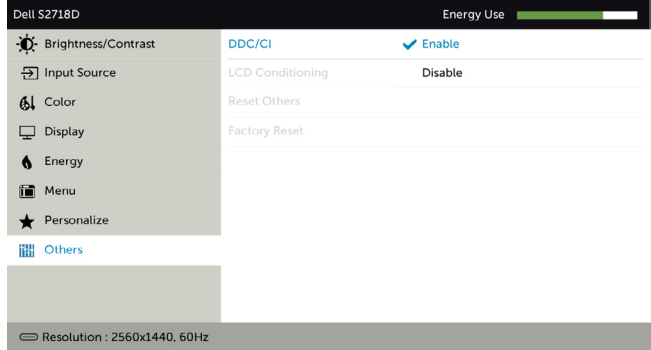 Dell S2718D Energy Use
Brightness/Contrast DDC/CI Enable
Input Source LCD Conditioning Disable
Color Reset Others
Display Factory Reset
Energy
Menu
Personalize
Others
Resolution : 2560x1440, 60Hz